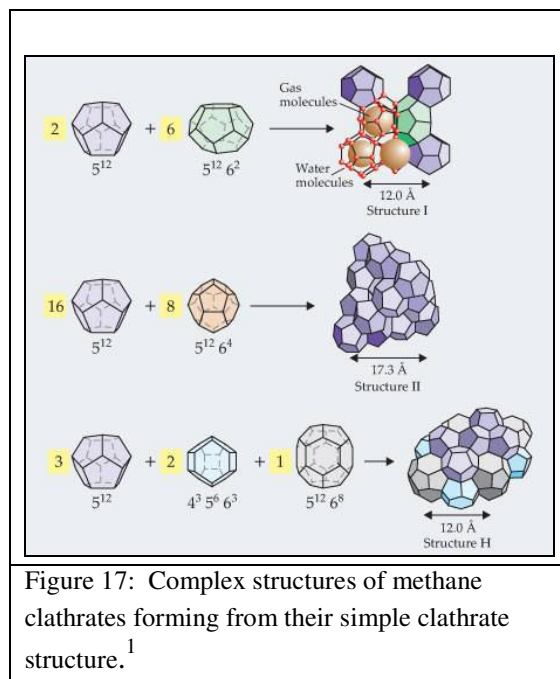 Gas
molecules
2 + 6
5¹² 5¹² 6²
Water
molecules
12.0 Å
Structure I
16 + 8
5¹² 5¹² 6⁴
17.3 Å
Structure II
3 + 2 + 1
5¹² 4³ 5⁶ 6³ 5¹² 6⁸
12.0 Å
Structure H
Figure 17: Complex structures of methane
clathrates forming from their simple clathrate
structure.¹